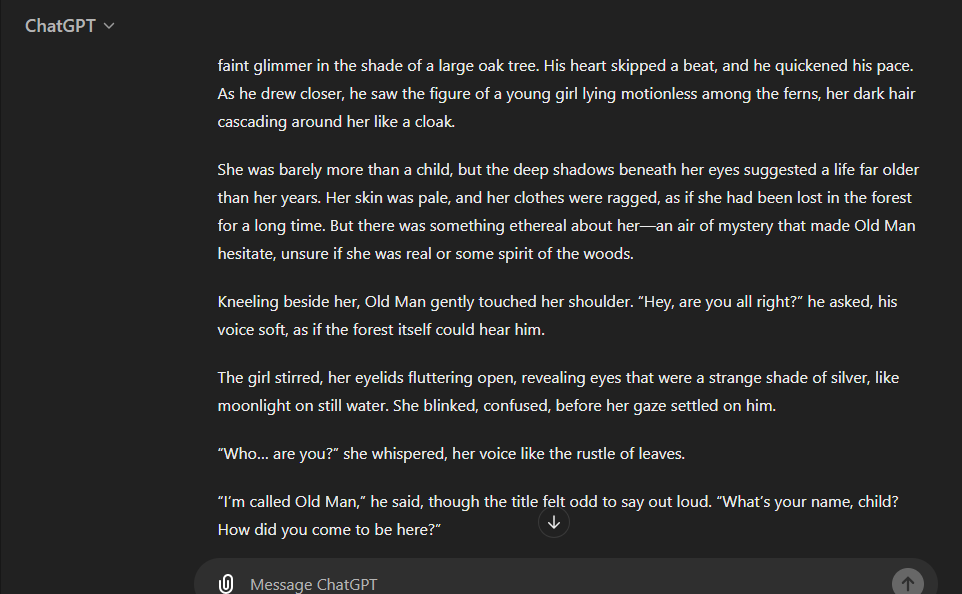 ChatGPT
faint glimmer in the shade of a large oak tree. His heart skipped a beat, and he quickened his pace.
As he drew closer, he saw the figure of a young girl lying motionless among the ferns, her dark hair
cascading around her like a cloak.
She was barely more than a child, but the deep shadows beneath her eyes suggested a life far older
than her years. Her skin was pale, and her clothes were ragged, as if she had been lost in the forest
for a long time. But there was something ethereal about her—an air of mystery that made Old Man
hesitate, unsure if she was real or some spirit of the woods.
Kneeling beside her, Old Man gently touched her shoulder. “Hey, are you all right?” he asked, his
voice soft, as if the forest itself could hear him.
The girl stirred, her eyelids fluttering open, revealing eyes that were a strange shade of silver, like
moonlight on still water. She blinked, confused, before her gaze settled on him.
“Who... are you?” she whispered, her voice like the rustle of leaves.
“I’m called Old Man,” he said, though the title felt odd to say out loud. “What’s your name, child?
How did you come to be here?”
Message ChatGPT